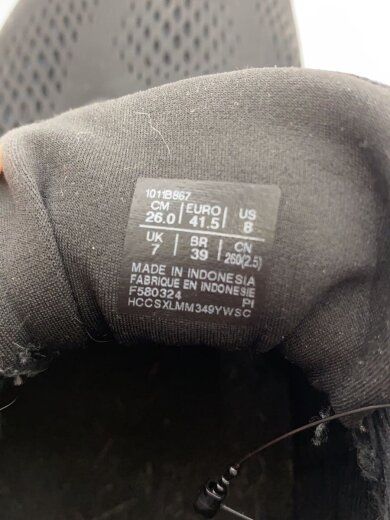 1011B867
CM EURO US
26.0 41.5 8
UK BR CN
7 39 260(2.5)
MADE IN INDONESIA
FABRIQUE EN INDONESIE
F580324 PI
HCCSXLMM349YWSC